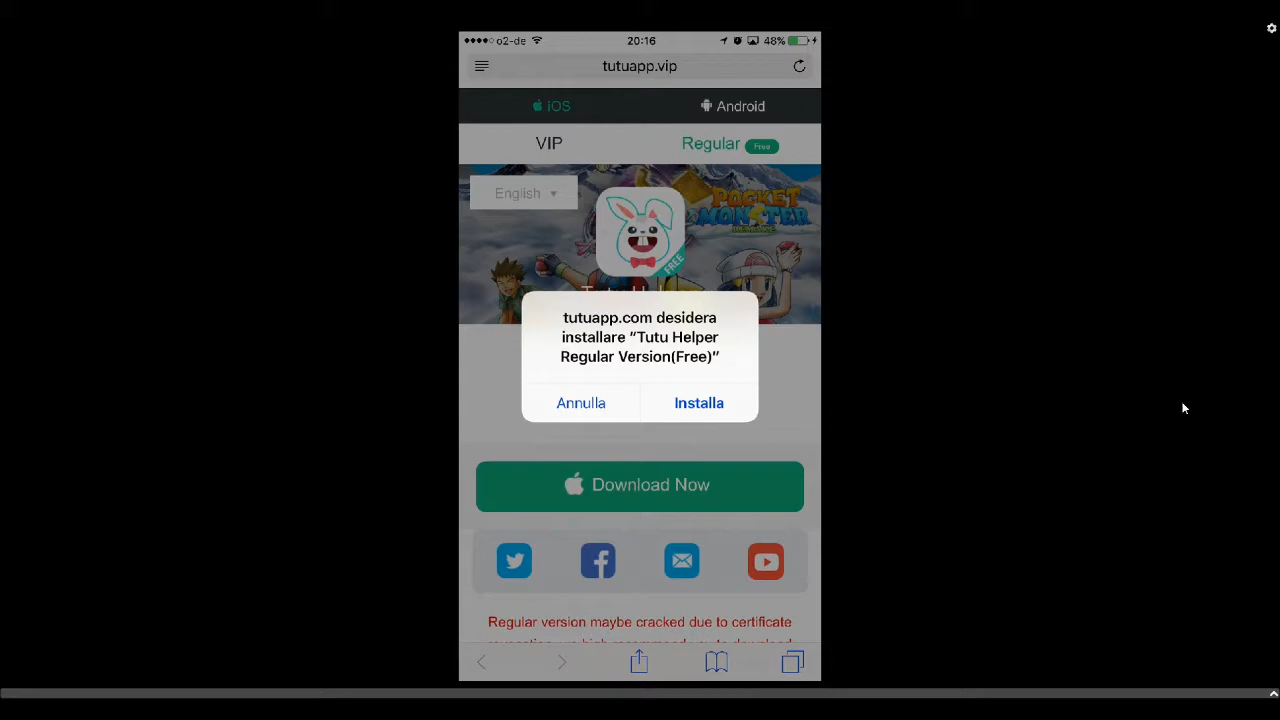 o2-de 20:16 48%
tutuapp.vip
iOS Android
VIP Regular Free
English
POCKET
MONSTER
FREE
tutuapp.com desidera
installare “Tutu Helper
Regular Version(Free)”
Annulla Installa
Download Now
Regular version maybe cracked due to certificate